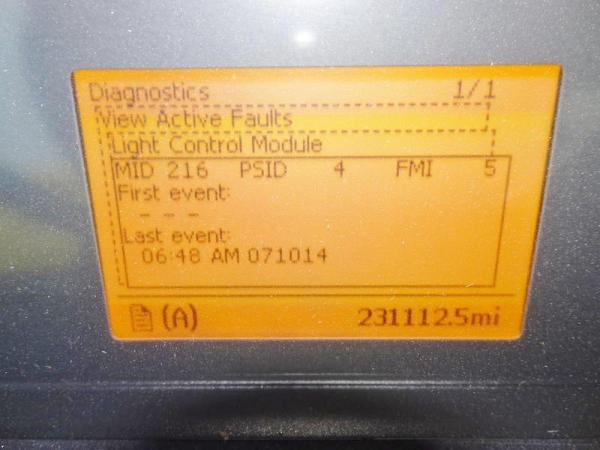 Diagnostics 1/1
View Active Faults
Light Control Module
MID 216 PSID 4 FMI 5
First event:
- - -
Last event:
06:48 AM 071014
(A) 231112.5mi